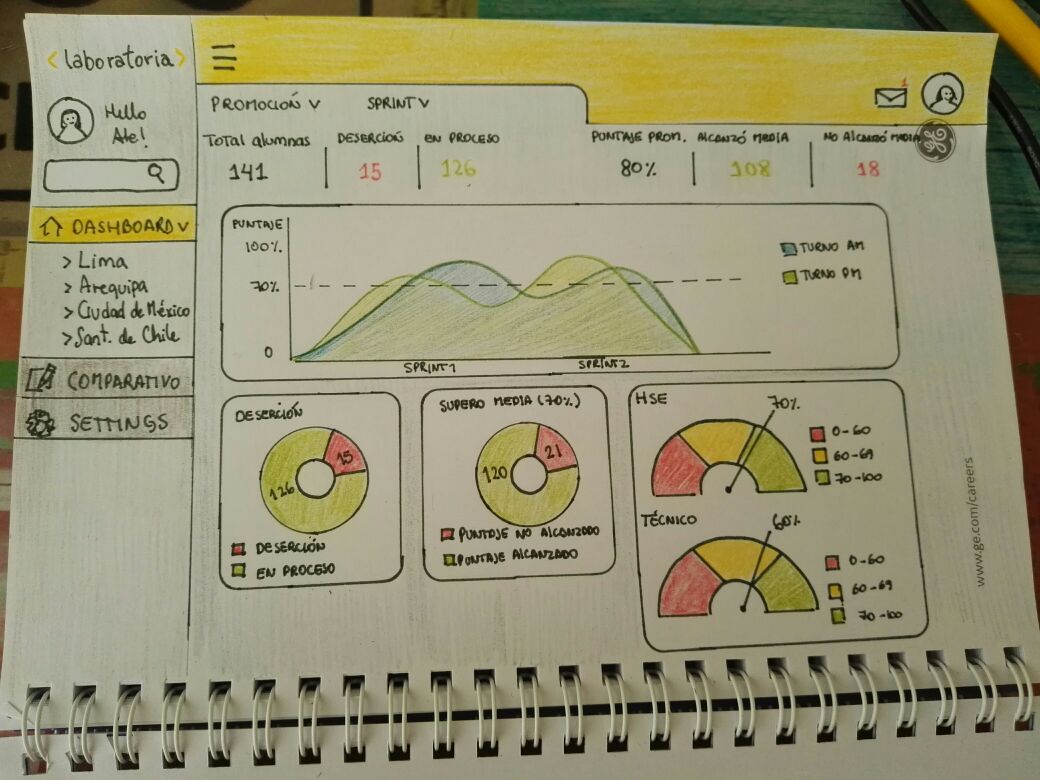 <laboratoria>
Hello
Ate!
DASHBOARD V
> Lima
> Arequipa
> Ciudad de México
> Sant. de Chile
COMPARATIVO
SETTINGS
PROMOCIÓN V SPRINT V
1
TOTAL alumnas DESERCIÓN EN PROCESO PUNTAJE PROM. ALCANZÓ MEDIA NO ALCANZÓ MEDIA
141 15 126 80% 108 18
GE
PUNTAJE
100%
70%
0
SPRINT 1 SPRINT 2
TURNO AM
TURNO PM
DESERCIÓN
15
126
DESERCIÓN
EN PROCESO
SUPERO MEDIA (70%)
21
120
PUNTAJE NO ALCANZADO
PUNTAJE ALCANZADO
HSE
70%
0-60
60-69
70-100
TÉCNICO
60%
0-60
60-69
70-100
www.ge.com/careers